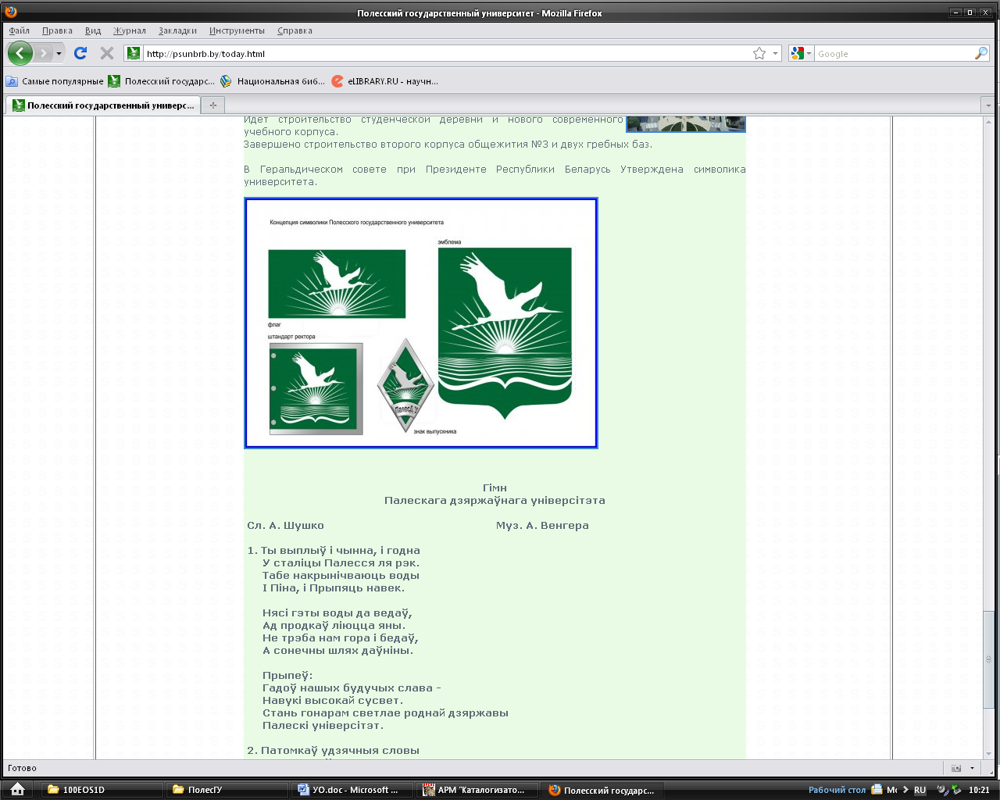 Полесский государственный университет - Mozilla Firefox
Файл Правка Вид Журнал Закладки Инструменты Справка
http://psunbrb.by/today.html
Google
Самые популярные Полесский государс... Национальная биб... eLIBRARY.RU - научн...
Полесский государственный универс...
Идет строительство студенческой деревни и нового современного
учебного корпуса.
Завершено строительство второго корпуса общежития №3 и двух гребных баз.
В Геральдическом совете при Президенте Республики Беларусь Утверждена символика
университета.
Концепция символики Полесского государственного университета
эмблема
флаг
штандарт ректора
знак выпускника
Гімн
Палескага дзяржаўнага універсітэта
Сл. А. Шушко Муз. А. Венгера
1. Ты выплыў і чынна, і годна
У сталіцы Палесся ля рэк.
Табе накрынічваюць воды
І Піна, і Прыпяць навек.
Нясі гэты воды да ведаў,
Ад продкаў ліюцца яны.
Не трэба нам гора і бедаў,
А сонечны шлях даўніны.
Прыпеў:
Гадоў нашых будучых слава -
Навукі высокай сусвет.
Стань гонарам светлае роднай дзяржавы
Палескі універсітэт.
2. Патомкаў удзячныя словы
Готово
100EOS1D ПолесГУ УО.doc - Microsoft ... АРМ "Каталогизато... Полесский государс... Рабочий стол RU 10:21